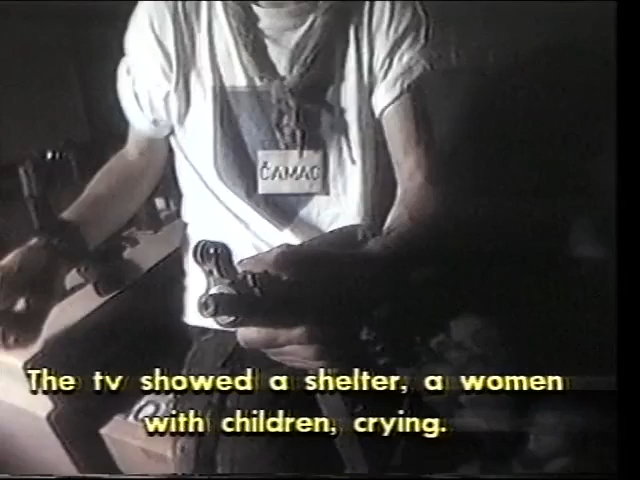 ČAMAC
The tv showed a shelter, a women
with children, crying.